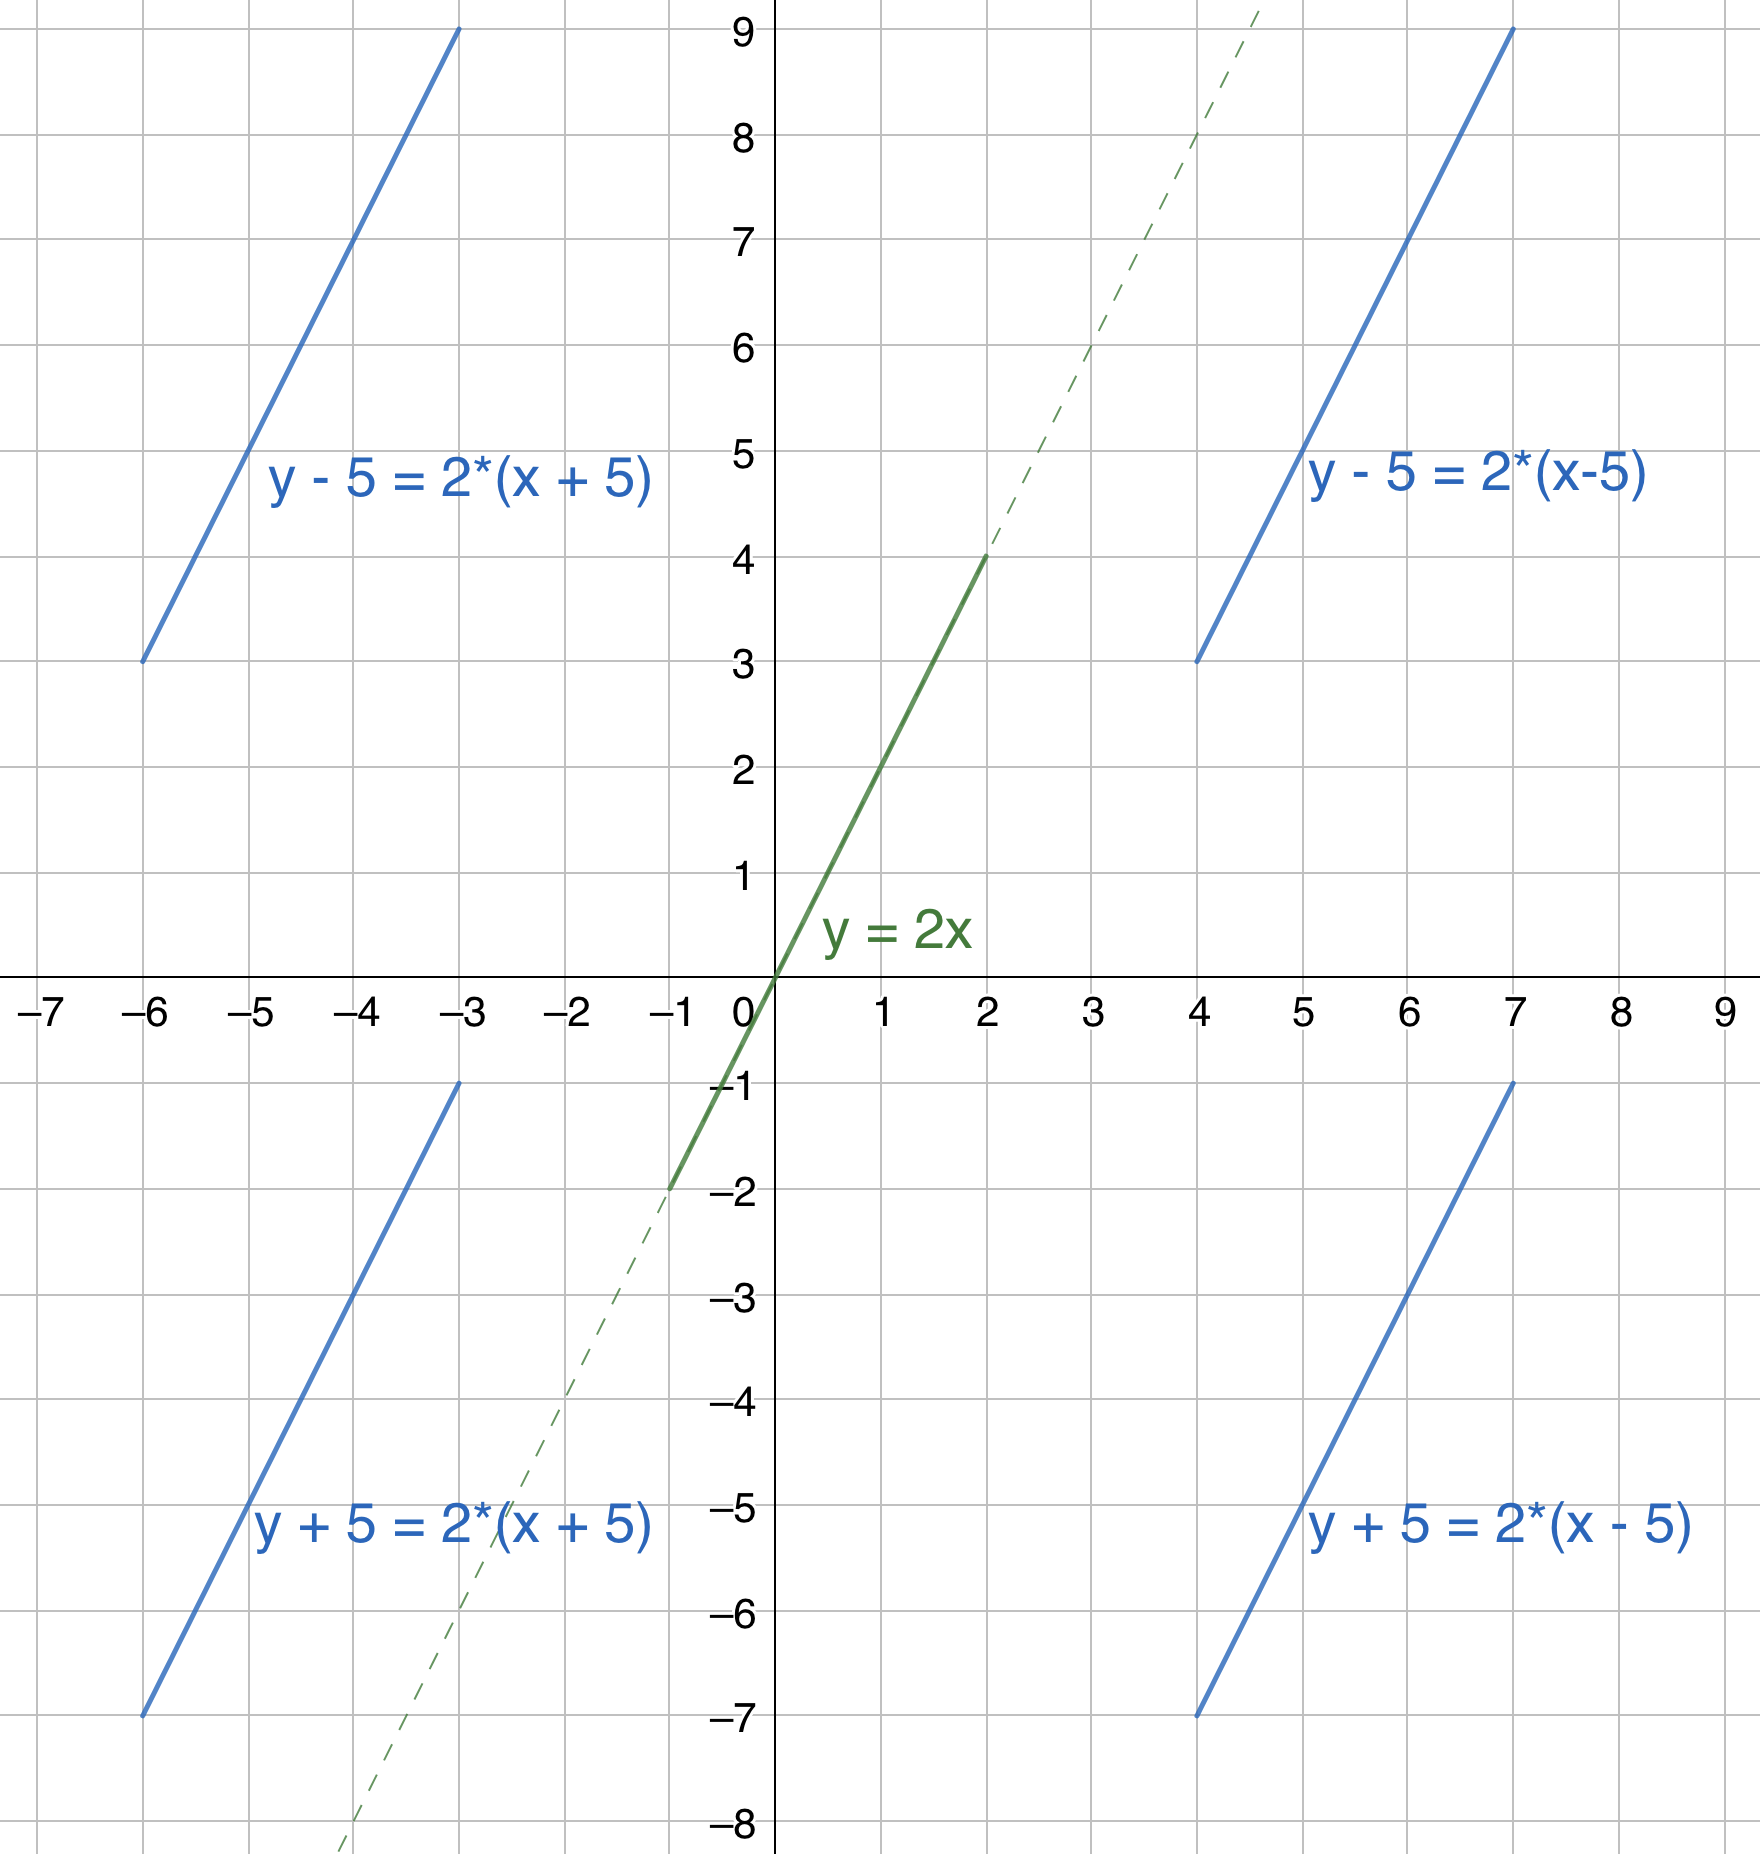 9
8
7
6
y - 5 = 2*(x + 5)
5
y - 5 = 2*(x-5)
4
3
2
1
y = 2x
–7 –6 –5 –4 –3 –2 –1 0 1 2 3 4 5 6 7 8 9
–1
–2
–3
–4
y + 5 = 2*(x + 5)
–5
y + 5 = 2*(x - 5)
–6
–7
–8